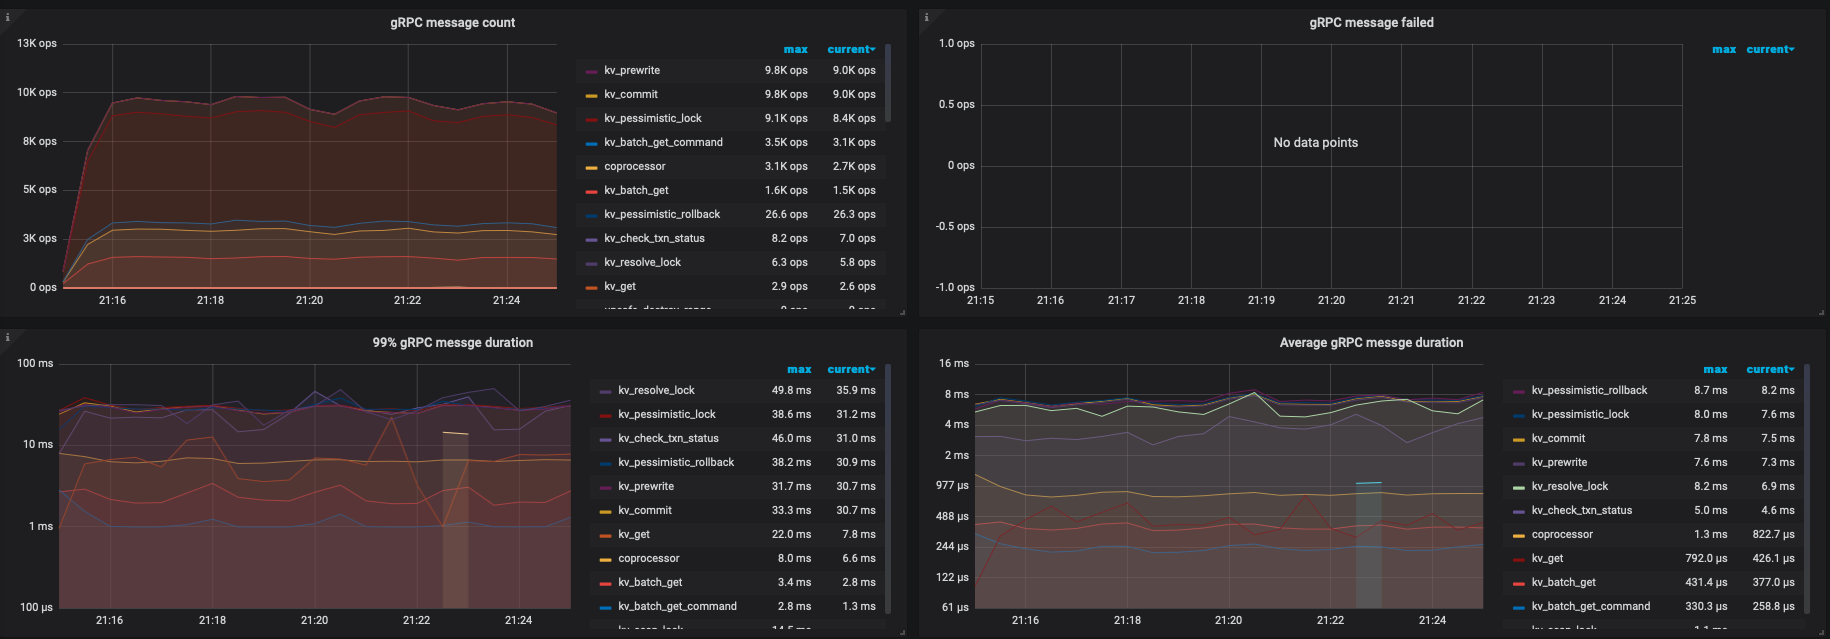 gRPC message count
13K ops
10K ops
8K ops
5K ops
3K ops
0 ops
21:16 21:18 21:20 21:22 21:24
max current
kv_prewrite 9.8K ops 9.0K ops
kv_commit 9.8K ops 9.0K ops
kv_pessimistic_lock 9.1K ops 8.4K ops
kv_batch_get_command 3.5K ops 3.1K ops
coprocessor 3.1K ops 2.7K ops
kv_batch_get 1.6K ops 1.5K ops
kv_pessimistic_rollback 26.6 ops 26.3 ops
kv_check_txn_status 8.2 ops 7.0 ops
kv_resolve_lock 6.3 ops 5.8 ops
kv_get 2.9 ops 2.6 ops
gRPC message failed
1.0 ops
0.5 ops
0 ops
-0.5 ops
-1.0 ops
No data points
21:15 21:16 21:17 21:18 21:19 21:20 21:21 21:22 21:23 21:24 21:25
max current
99% gRPC messge duration
100 ms
10 ms
1 ms
100 µs
21:16 21:18 21:20 21:22 21:24
max current
kv_resolve_lock 49.8 ms 35.9 ms
kv_pessimistic_lock 38.6 ms 31.2 ms
kv_check_txn_status 46.0 ms 31.0 ms
kv_pessimistic_rollback 38.2 ms 30.9 ms
kv_prewrite 31.7 ms 30.7 ms
kv_commit 33.3 ms 30.7 ms
kv_get 22.0 ms 7.8 ms
coprocessor 8.0 ms 6.6 ms
kv_batch_get 3.4 ms 2.8 ms
kv_batch_get_command 2.8 ms 1.3 ms
Average gRPC messge duration
16 ms
8 ms
4 ms
2 ms
977 µs
488 µs
244 µs
122 µs
61 µs
21:16 21:18 21:20 21:22 21:24
max current
kv_pessimistic_rollback 8.7 ms 8.2 ms
kv_pessimistic_lock 8.0 ms 7.6 ms
kv_commit 7.8 ms 7.5 ms
kv_prewrite 7.6 ms 7.3 ms
kv_resolve_lock 8.2 ms 6.9 ms
kv_check_txn_status 5.0 ms 4.6 ms
coprocessor 1.3 ms 822.7 µs
kv_get 792.0 µs 426.1 µs
kv_batch_get 431.4 µs 377.0 µs
kv_batch_get_command 330.3 µs 258.8 µs